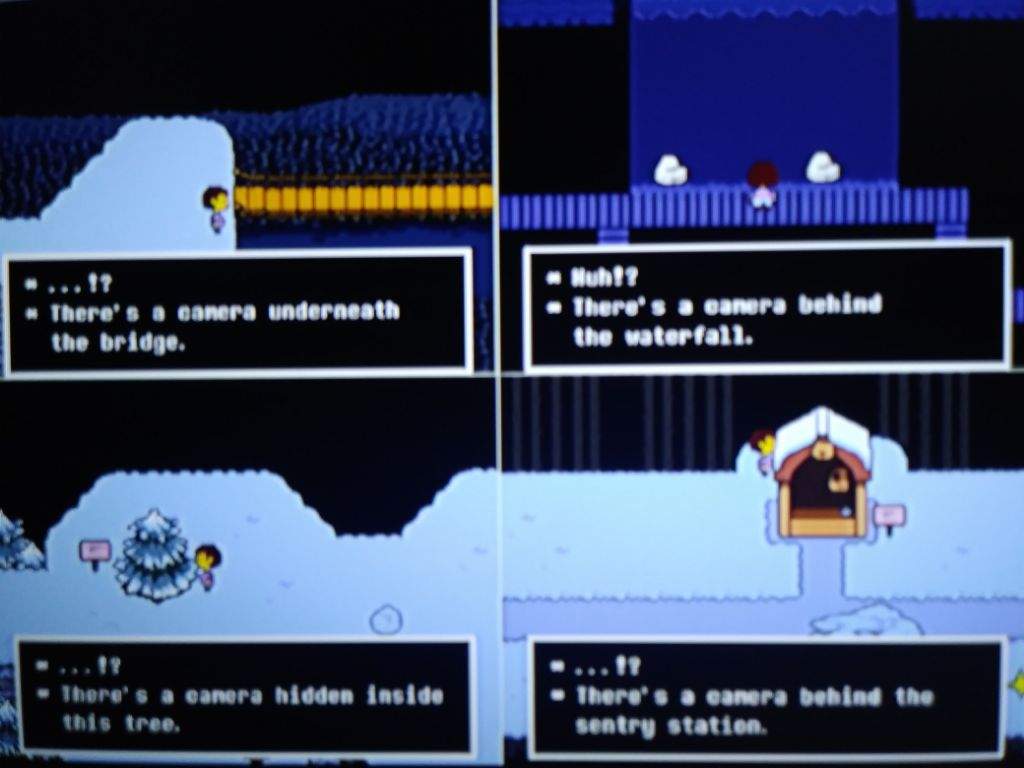 * ...!?
* There's a camera underneath
the bridge.
* Huh!?
* There's a camera behind
the waterfall.
* ...!?
* There's a camera hidden inside
this tree.
* ...!?
* There's a camera behind the
sentry station.